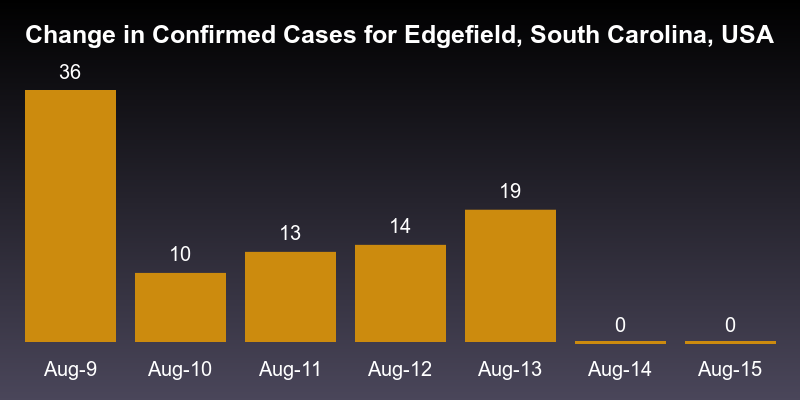 Change in Confirmed Cases for Edgefield, South Carolina, USA
36
10
13
14
19
0
0
Aug-9
Aug-10
Aug-11
Aug-12
Aug-13
Aug-14
Aug-15